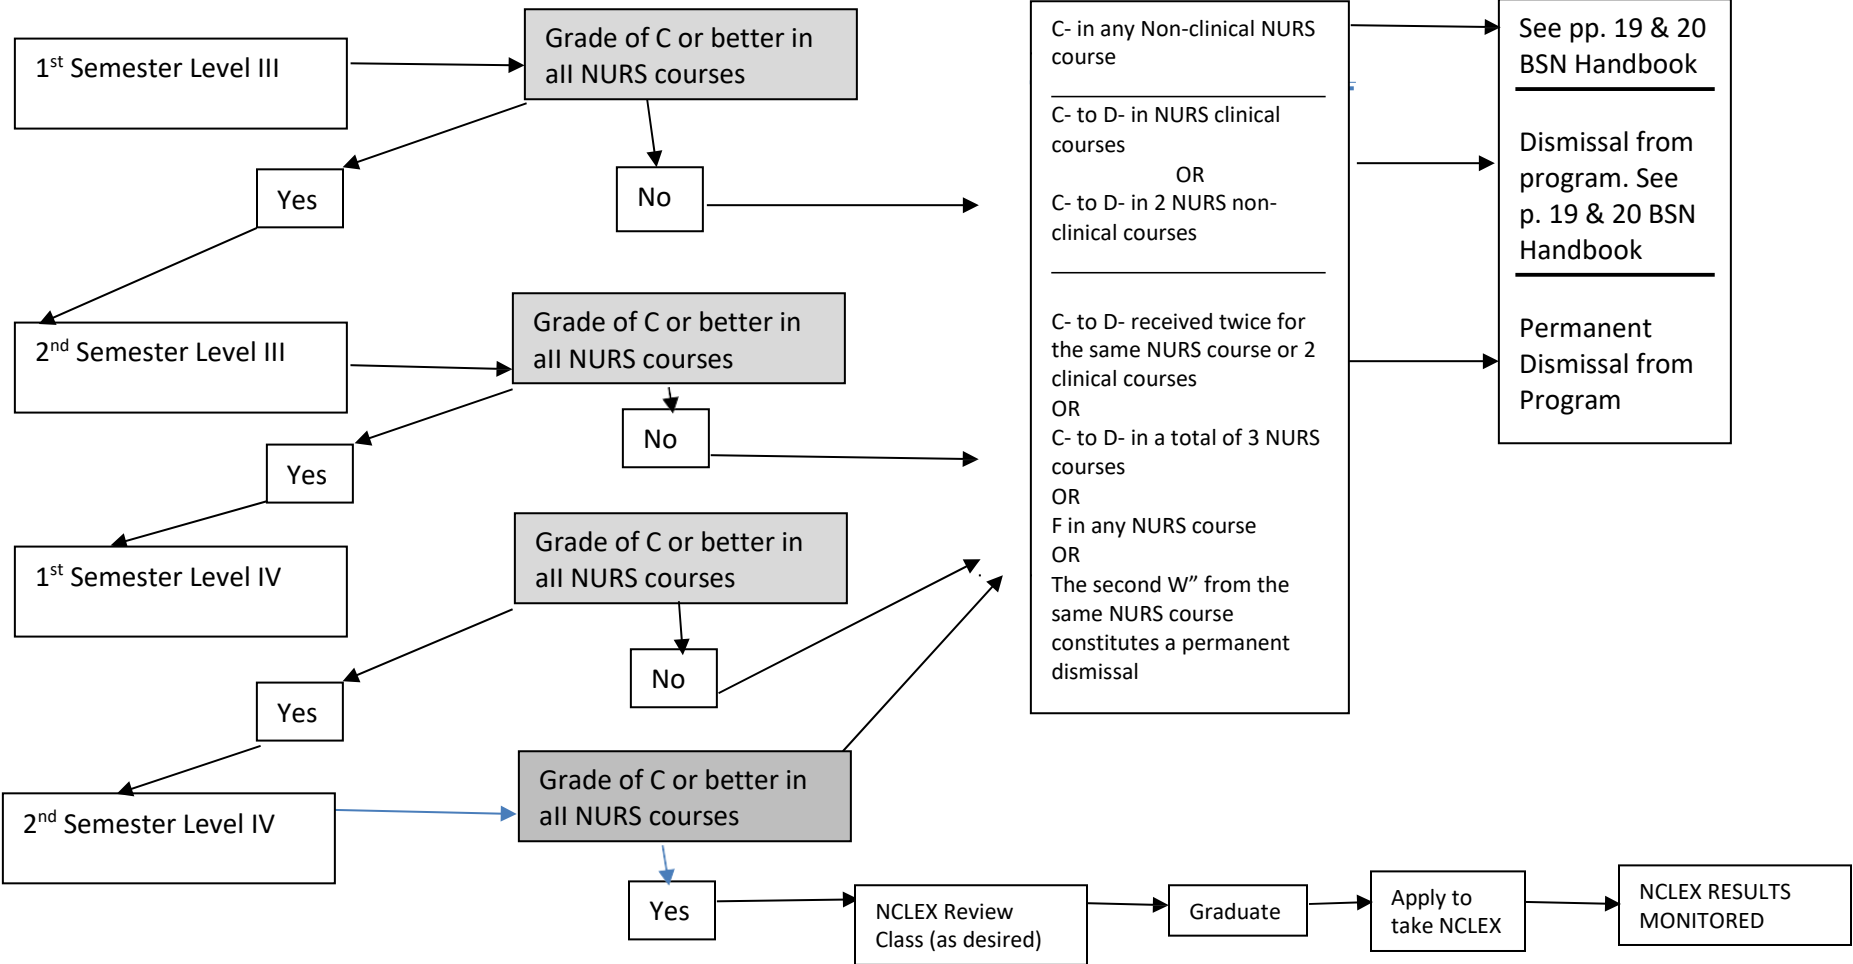 1st Semester Level III
Grade of C or better in
all NURS courses
Yes
No
2nd Semester Level III
Grade of C or better in
all NURS courses
Yes
No
1st Semester Level IV
Grade of C or better in
all NURS courses
Yes
No
2nd Semester Level IV
Grade of C or better in
all NURS courses
Yes
NCLEX Review
Class (as desired)
Graduate
Apply to
take NCLEX
NCLEX RESULTS
MONITORED
C- in any Non-clinical NURS
course
C- to D- in NURS clinical
courses
OR
C- to D- in 2 NURS non-
clinical courses
C- to D- received twice for
the same NURS course or 2
clinical courses
OR
C- to D- in a total of 3 NURS
courses
OR
F in any NURS course
OR
The second W” from the
same NURS course
constitutes a permanent
dismissal
See pp. 19 & 20
BSN Handbook
Dismissal from
program. See
p. 19 & 20 BSN
Handbook
Permanent
Dismissal from
Program